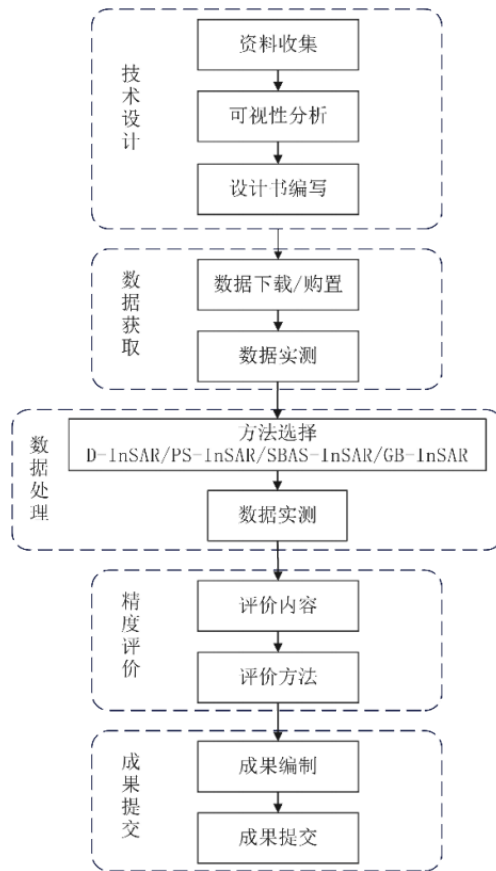 技术设计
资料收集
可视性分析
设计书编写
数据获取
数据下载/购置
数据实测
数据处理
方法选择
D-InSAR/PS-InSAR/SBAS-InSAR/GB-InSAR
数据实测
精度评价
评价内容
评价方法
成果提交
成果编制
成果提交